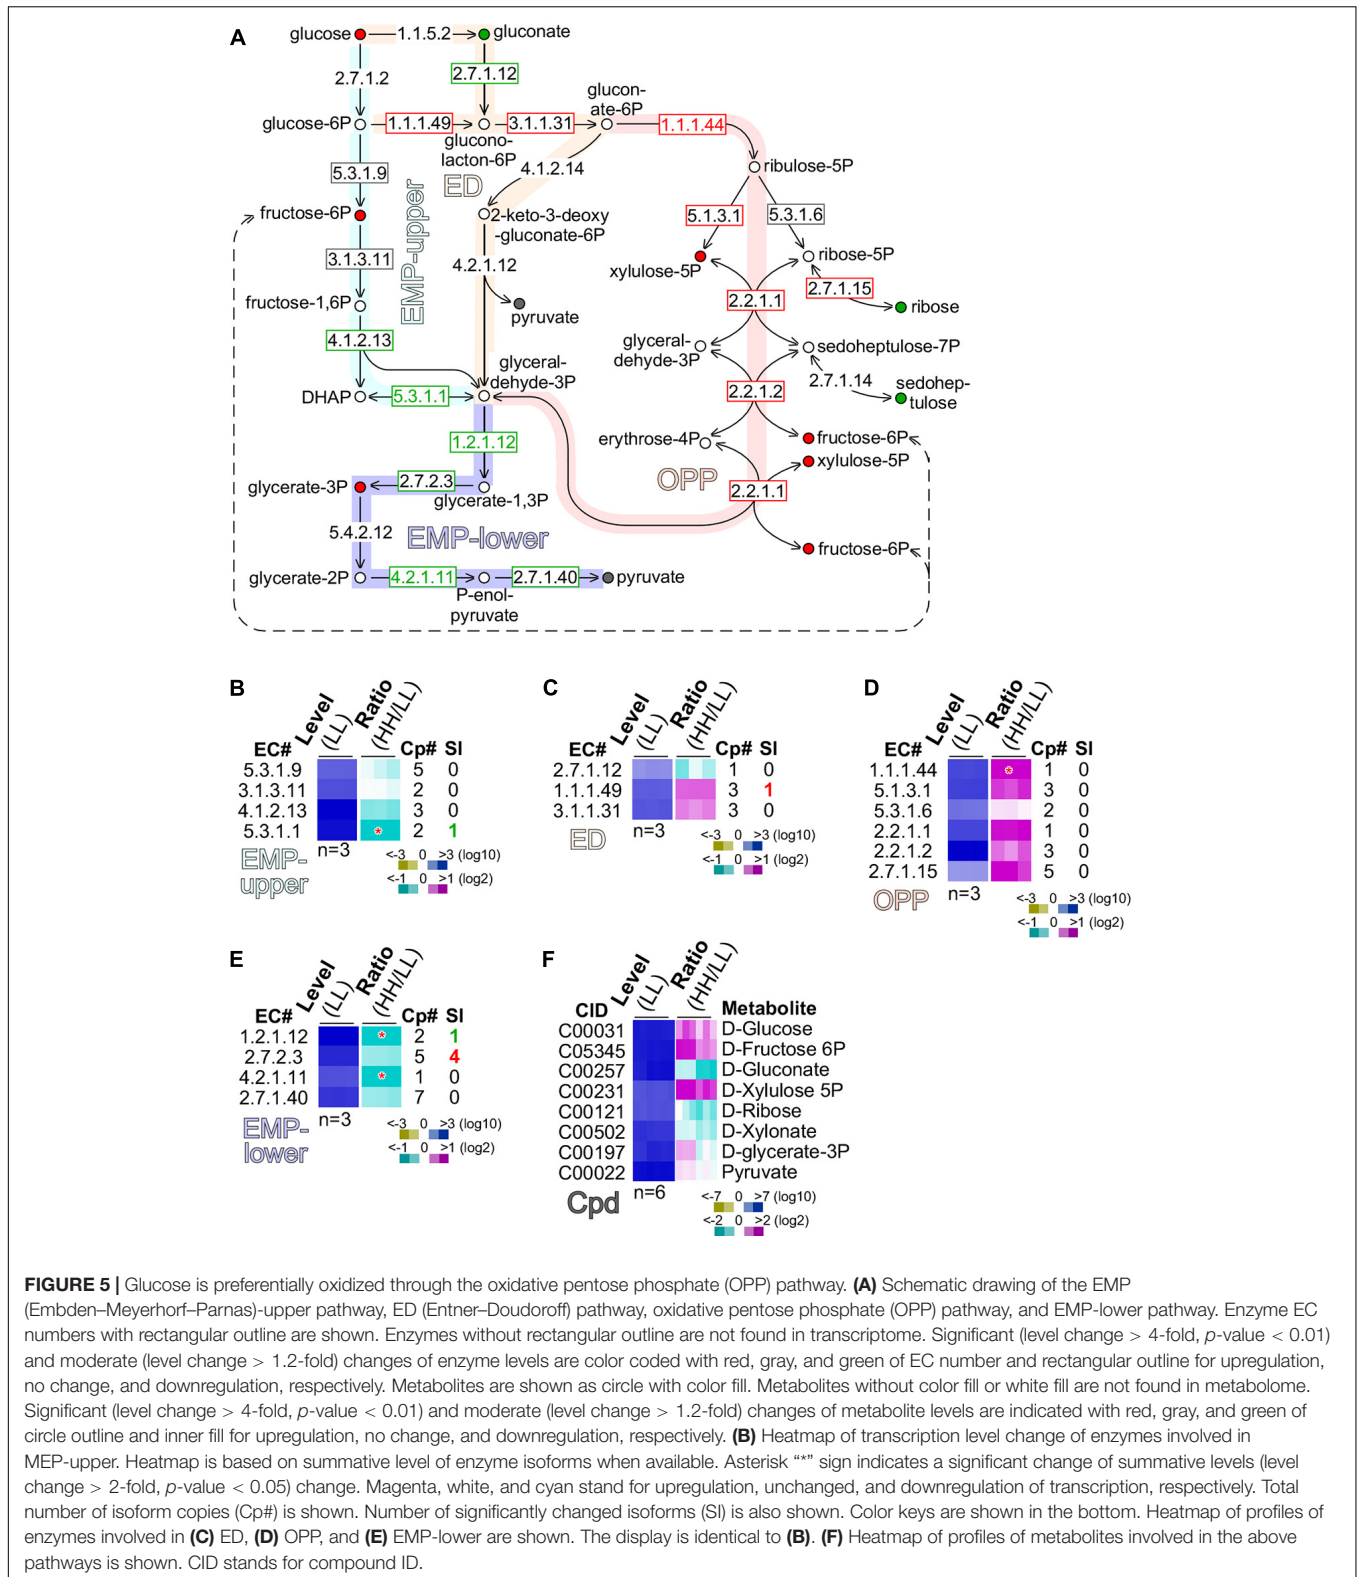 A
glucose
1.1.5.2
gluconate
2.7.1.2
2.7.1.12
glucon-
ate-6P
glucose-6P
1.1.1.49
3.1.1.31
1.1.1.44
glucono-
lacton-6P
ribulose-5P
5.3.1.9
4.1.2.14
ED
EMP-upper
fructose-6P
2-keto-3-deoxy
-gluconate-6P
5.1.3.1
5.3.1.6
3.1.3.11
4.2.1.12
xylulose-5P
ribose-5P
2.7.1.15
fructose-1,6P
pyruvate
2.2.1.1
ribose
4.1.2.13
glyceral-
dehyde-3P
glyceral-
dehyde-3P
sedoheptulose-7P
2.7.1.14
DHAP
5.3.1.1
2.2.1.2
sedohep-
tulose
1.2.1.12
erythrose-4P
fructose-6P
xylulose-5P
OPP
glycerate-3P
2.7.2.3
glycerate-1,3P
2.2.1.1
5.4.2.12
EMP-lower
fructose-6P
glycerate-2P
4.2.1.11
2.7.1.40
pyruvate
P-enol-
pyruvate
B
Level
(LL)
Ratio
(HH/LL)
EC# Cp# SI
5.3.1.9 5 0
3.1.3.11 2 0
4.1.2.13 3 0
5.3.1.1 * 2 1
EMP-
upper
n=3
<-3 0 >3 (log10)
<-1 0 >1 (log2)
C
Level
(LL)
Ratio
(HH/LL)
EC# Cp# SI
2.7.1.12 1 0
1.1.1.49 3 1
3.1.1.31 3 0
ED
n=3
<-3 0 >3 (log10)
<-1 0 >1 (log2)
D
Level
(LL)
Ratio
(HH/LL)
EC# Cp# SI
1.1.1.44 * 1 0
5.1.3.1 3 0
5.3.1.6 2 0
2.2.1.1 1 0
2.2.1.2 3 0
2.7.1.15 5 0
OPP
n=3
<-3 0 >3 (log10)
<-1 0 >1 (log2)
E
Level
(LL)
Ratio
(HH/LL)
EC# Cp# SI
1.2.1.12 * 2 1
2.7.2.3 5 4
4.2.1.11 * 1 0
2.7.1.40 7 0
EMP-
lower
n=3
<-3 0 >3 (log10)
<-1 0 >1 (log2)
F
Level
(LL)
Ratio
(HH/LL)
CID Metabolite
C00031 D-Glucose
C05345 D-Fructose 6P
C00257 D-Gluconate
C00231 D-Xylulose 5P
C00121 D-Ribose
C00502 D-Xylonate
C00197 D-glycerate-3P
C00022 Pyruvate
Cpd
n=6
<-7 0 >7 (log10)
<-2 0 >2 (log2)
FIGURE 5 | Glucose is preferentially oxidized through the oxidative pentose phosphate (OPP) pathway. (A) Schematic drawing of the EMP
(Embden–Meyerhorf–Parnas)-upper pathway, ED (Entner–Doudoroff) pathway, oxidative pentose phosphate (OPP) pathway, and EMP-lower pathway. Enzyme EC
numbers with rectangular outline are shown. Enzymes without rectangular outline are not found in transcriptome. Significant (level change > 4-fold, p-value < 0.01)
and moderate (level change > 1.2-fold) changes of enzyme levels are color coded with red, gray, and green of EC number and rectangular outline for upregulation,
no change, and downregulation, respectively. Metabolites are shown as circle with color fill. Metabolites without color fill or white fill are not found in metabolome.
Significant (level change > 4-fold, p-value < 0.01) and moderate (level change > 1.2-fold) changes of metabolite levels are indicated with red, gray, and green of
circle outline and inner fill for upregulation, no change, and downregulation, respectively. (B) Heatmap of transcription level change of enzymes involved in
MEP-upper. Heatmap is based on summative level of enzyme isoforms when available. Asterisk “*” sign indicates a significant change of summative levels (level
change > 2-fold, p-value < 0.05) change. Magenta, white, and cyan stand for upregulation, unchanged, and downregulation of transcription, respectively. Total
number of isoform copies (Cp#) is shown. Number of significantly changed isoforms (SI) is also shown. Color keys are shown in the bottom. Heatmap of profiles of
enzymes involved in (C) ED, (D) OPP, and (E) EMP-lower are shown. The display is identical to (B). (F) Heatmap of profiles of metabolites involved in the above
pathways is shown. CID stands for compound ID.